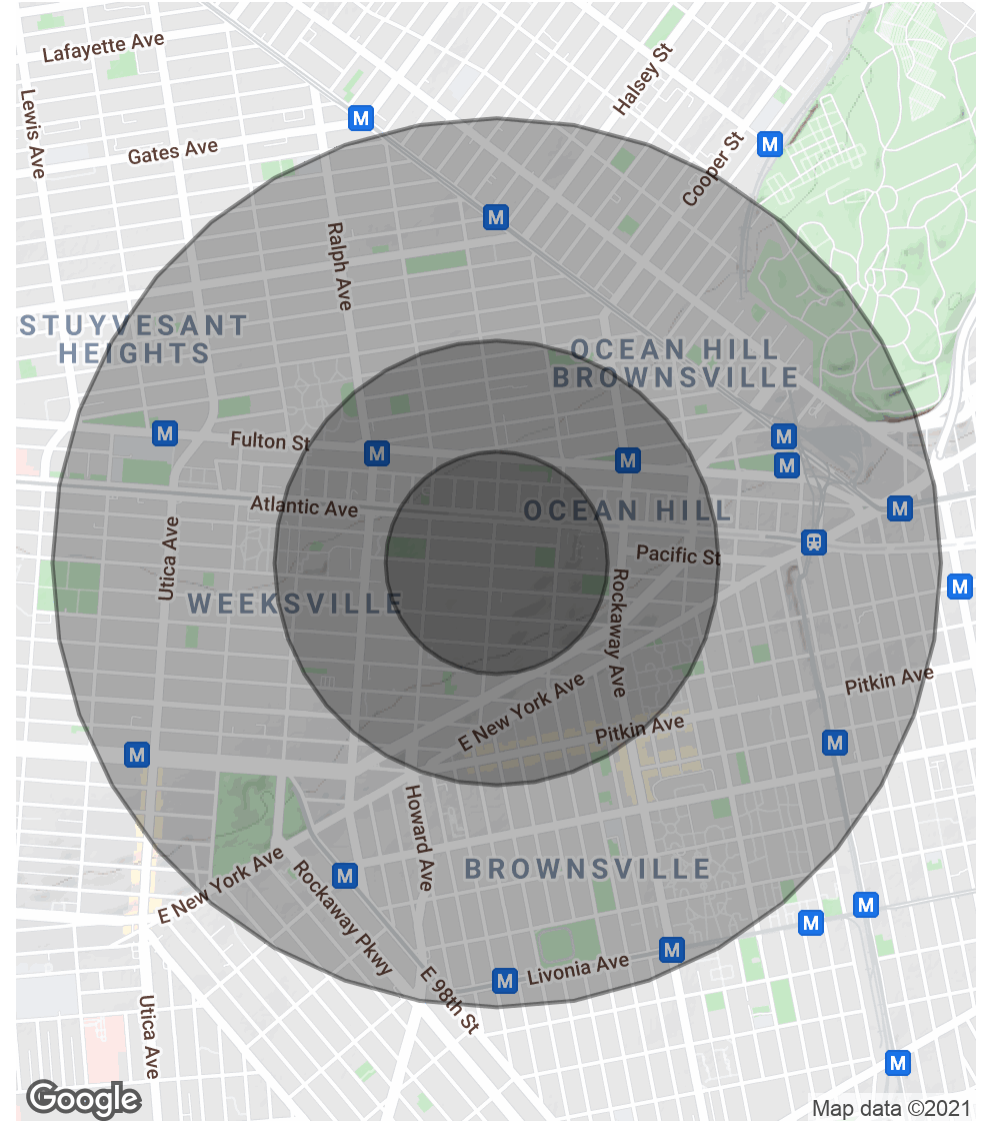 Lafayette Ave
Halsey St
Lewis Ave
M
M
Gates Ave
Cooper St
M
Ralph Ave
STUYVESANT
HEIGHTS
OCEAN HILL
BROWNSVILLE
M
Fulton St
M
M
M
M
Atlantic Ave
OCEAN HILL
M
Utica Ave
Pacific St
M
WEEKSVILLE
Rockaway Ave
E New York Ave
Pitkin Ave
Pitkin Ave
M
M
Howard Ave
BROWNSVILLE
M
E New York Ave
Rockaway Pkwy
M
M
M
Livonia Ave
M
E 98th St
Utica Ave
M
Google
Map data ©2021